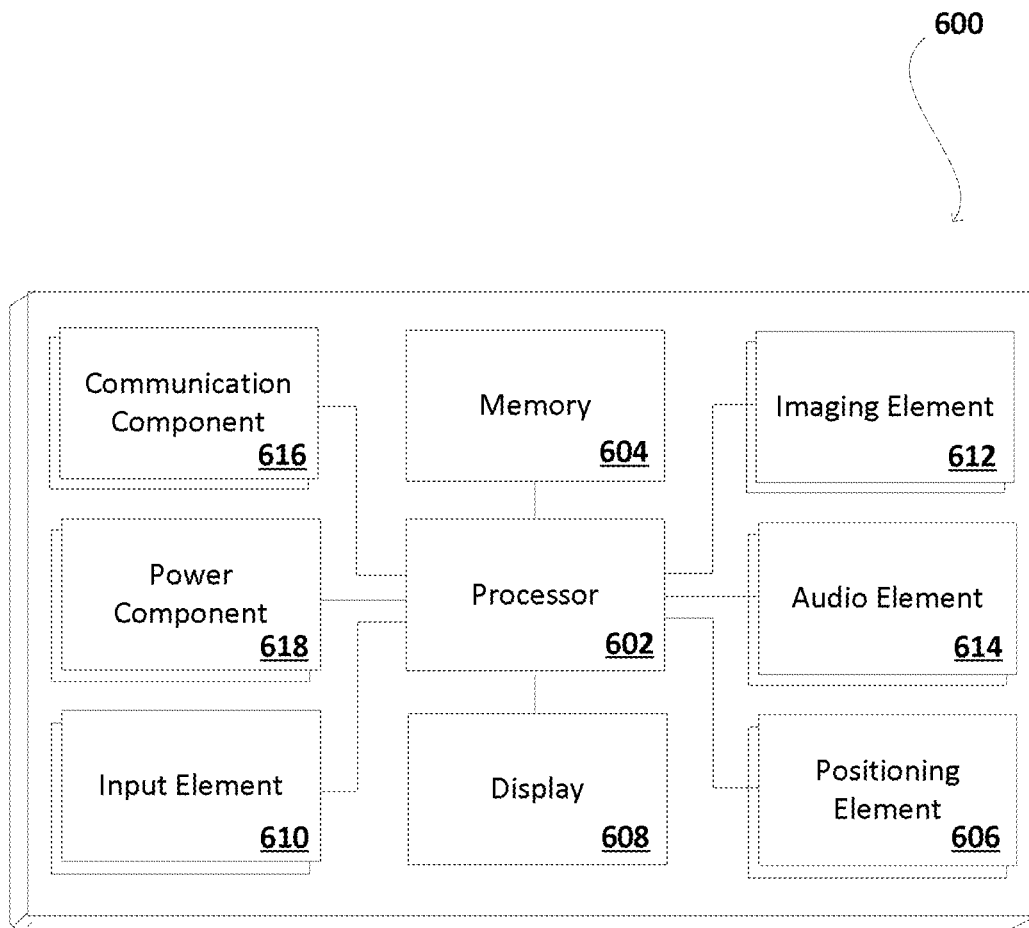 600
Communication
Component
616
Memory
604
Imaging Element
612
Power
Component
618
Processor
602
Audio Element
614
Input Element
610
Display
608
Positioning
Element
606